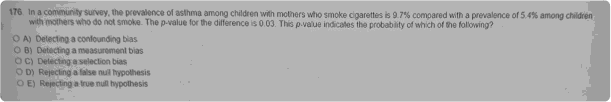 176. In a community survey, the prevalence of asthma among children with mothers who smoke cigarettes is 9.7% compared with a prevalence of 5.4% among children
with mothers who do not smoke. The p-value for the difference is 0.03. This p-value indicates the probability of which of the following?
A) Detecting a confounding bias
B) Detecting a measurement bias
C) Detecting a selection bias
D) Rejecting a false null hypothesis
E) Rejecting a true null hypothesis